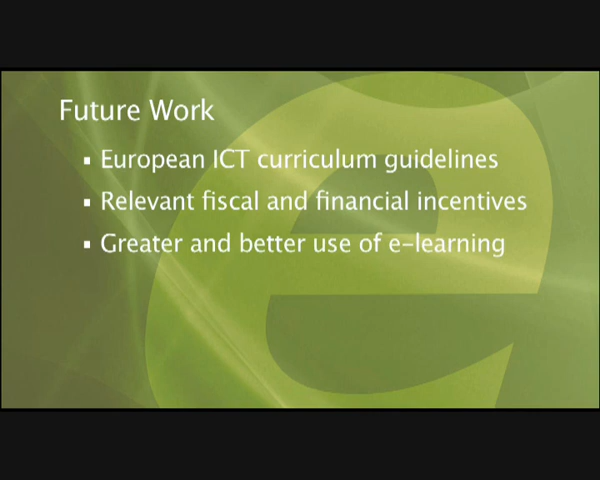 Future Work
▪ European ICT curriculum guidelines
▪ Relevant fiscal and financial incentives
▪ Greater and better use of e-learning